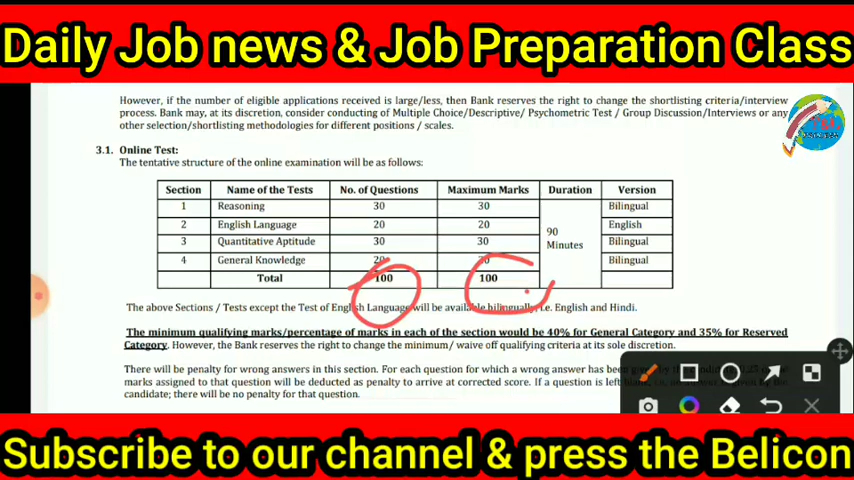 Daily Job news & Job Preparation Class
However, if the number of eligible applications received is large/less, then Bank reserves the right to change the shortlisting criteria/interview
process. Bank may, at its discretion, consider conducting of Multiple Choice/Descriptive/ Psychometric Test / Group Discussion/Interviews or any
other selection/shortlisting methodologies for different positions / scales.
3.1. Online Test:
The tentative structure of the online examination will be as follows:
Section Name of the Tests No. of Questions Maximum Marks Duration Version
1 Reasoning 30 30 Bilingual
2 English Language 20 20 English
90 Minutes
3 Quantitative Aptitude 30 30 Bilingual
4 General Knowledge 20 20 Bilingual
Total 100 100
The above Sections / Tests except the Test of English Language will be available bilingually, i.e. English and Hindi.
The minimum qualifying marks/percentage of marks in each of the section would be 40% for General Category and 35% for Reserved
Category. However, the Bank reserves the right to change the minimum/ waive off qualifying criteria at its sole discretion.
There will be penalty for wrong answers in this section. For each question for which a wrong answer has been
marks assigned to that question will be deducted as penalty to arrive at corrected score. If a question is left
candidate; there will be no penalty for that question.
Subscribe to our channel & press the Belicon